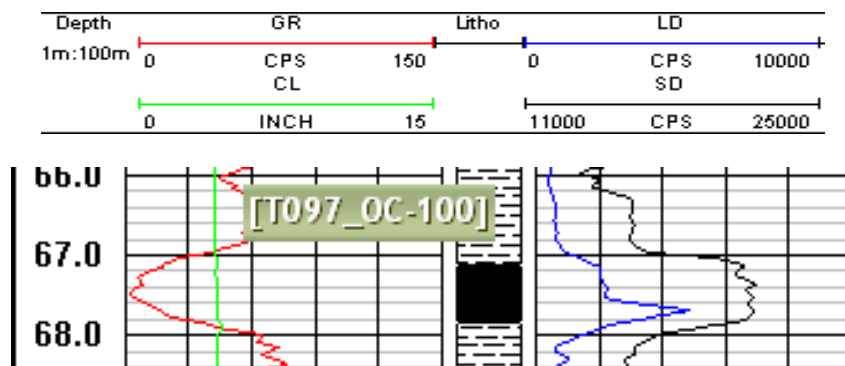 Depth GR Litho LD
1m:100m 0 CPS 150 0 CPS 10000
CL SD
0 INCH 15 11000 CPS 25000
66.0
[T097_OC-100]
67.0
68.0